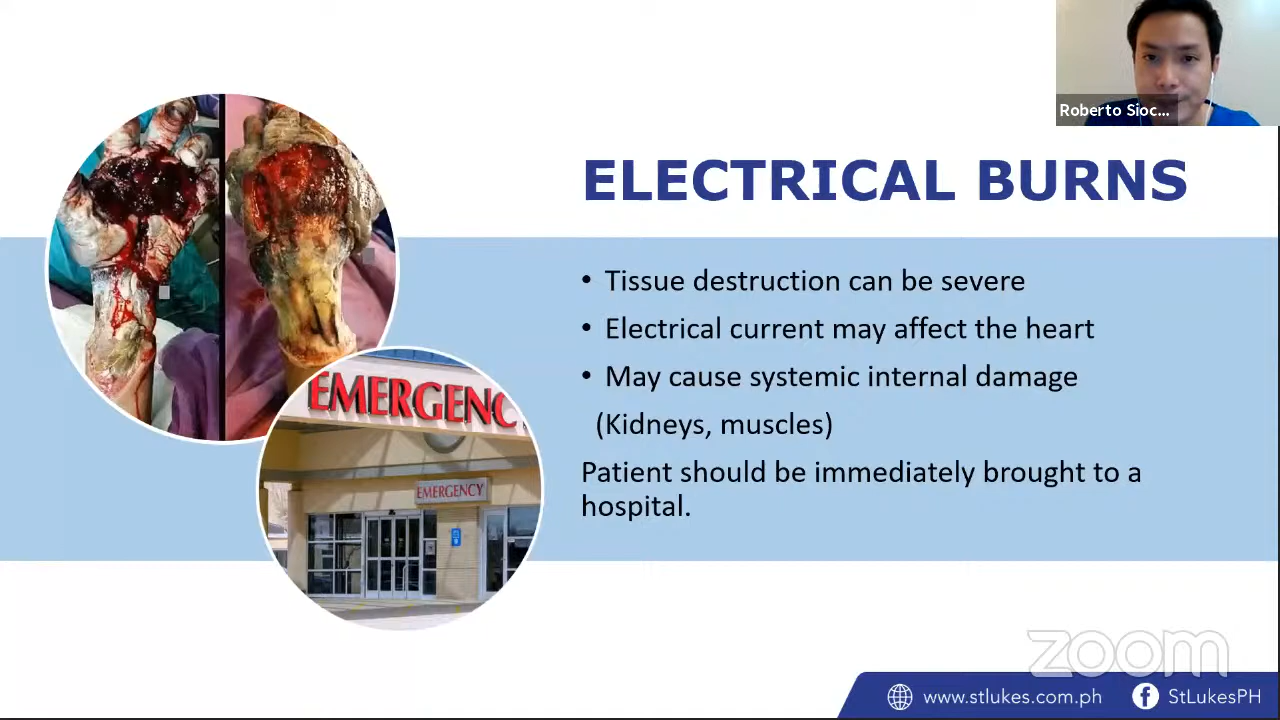 Roberto Sioc...
ELECTRICAL BURNS
• Tissue destruction can be severe
• Electrical current may affect the heart
• May cause systemic internal damage
(Kidneys, muscles)
Patient should be immediately brought to a
hospital.
EMERGENC
EMERGENCY
zoom
www.stlukes.com.ph
StLukesPH